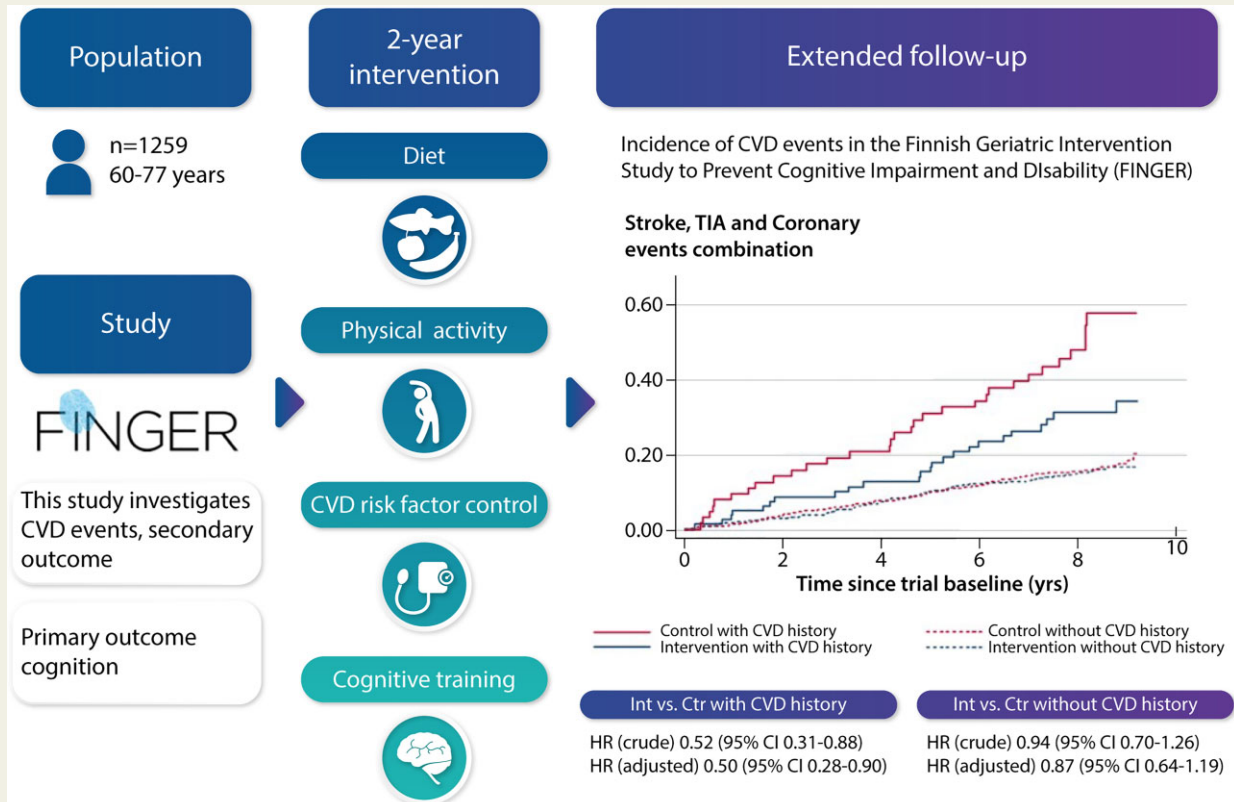 Population
n=1259
60-77 years
Study
FINGER
This study investigates
CVD events, secondary
outcome
Primary outcome
cognition
2-year
intervention
Diet
Physical activity
CVD risk factor control
Cognitive training
Extended follow-up
Incidence of CVD events in the Finnish Geriatric Intervention
Study to Prevent Cognitive Impairment and DIsability (FINGER)
Stroke, TIA and Coronary
events combination
0.60
0.40
0.20
0.00
0 2 4 6 8 10
Time since trial baseline (yrs)
Control with CVD history
Intervention with CVD history
Control without CVD history
Intervention without CVD history
Int vs. Ctr with CVD history
HR (crude) 0.52 (95% CI 0.31-0.88)
HR (adjusted) 0.50 (95% CI 0.28-0.90)
Int vs. Ctr without CVD history
HR (crude) 0.94 (95% CI 0.70-1.26)
HR (adjusted) 0.87 (95% CI 0.64-1.19)